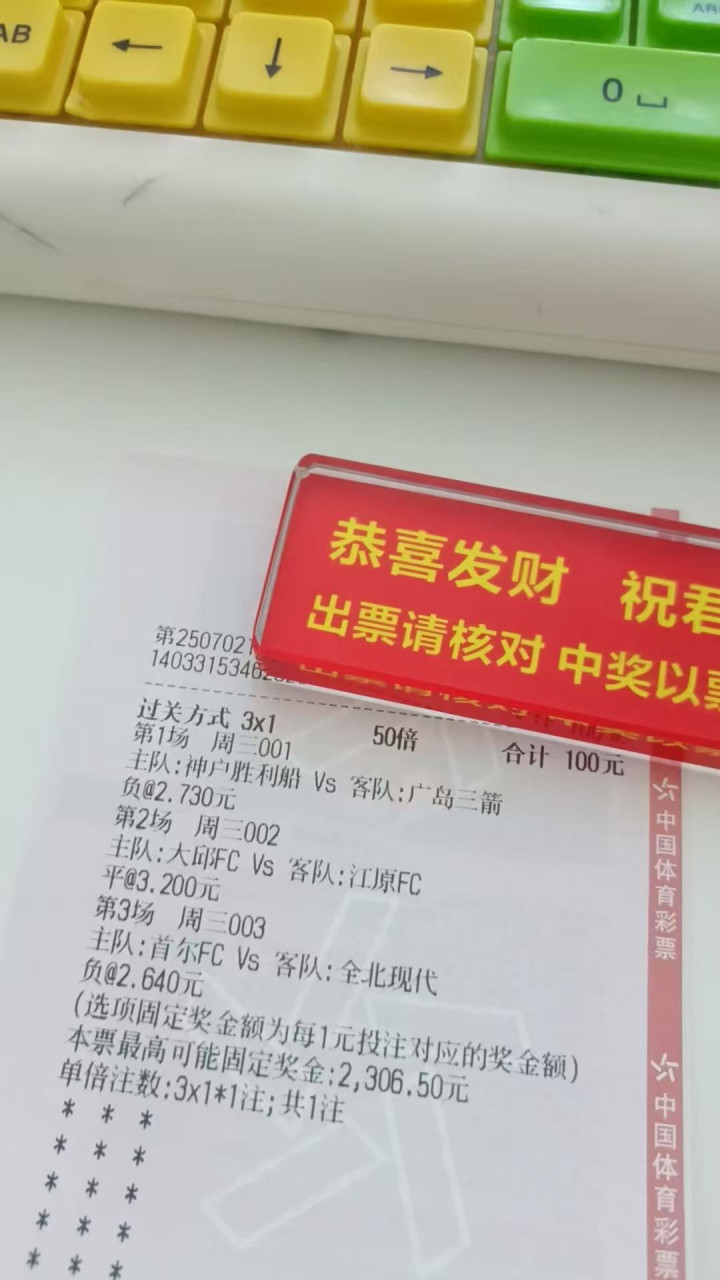 AB ← ↓ → 0
恭喜发财 祝君
出票请核对 中奖以票
第2507021
140331534626
过关方式 3x1 50倍 合计 100元
第1场 周三001
主队:神户胜利船 Vs 客队:广岛三箭
负@2.730元
第2场 周三002
主队:大邱FC Vs 客队:江原FC
平@3.200元
第3场 周三003
主队:首尔FC Vs 客队:全北现代
负@2.640元
(选项固定奖金额为每1元投注对应的奖金额)
本票最高可能固定奖金:2,306.50元
单倍注数:3x1*1注;共1注
* * *
* * *
* * *
* * *
* * *
中国体育彩票
中国体育彩票